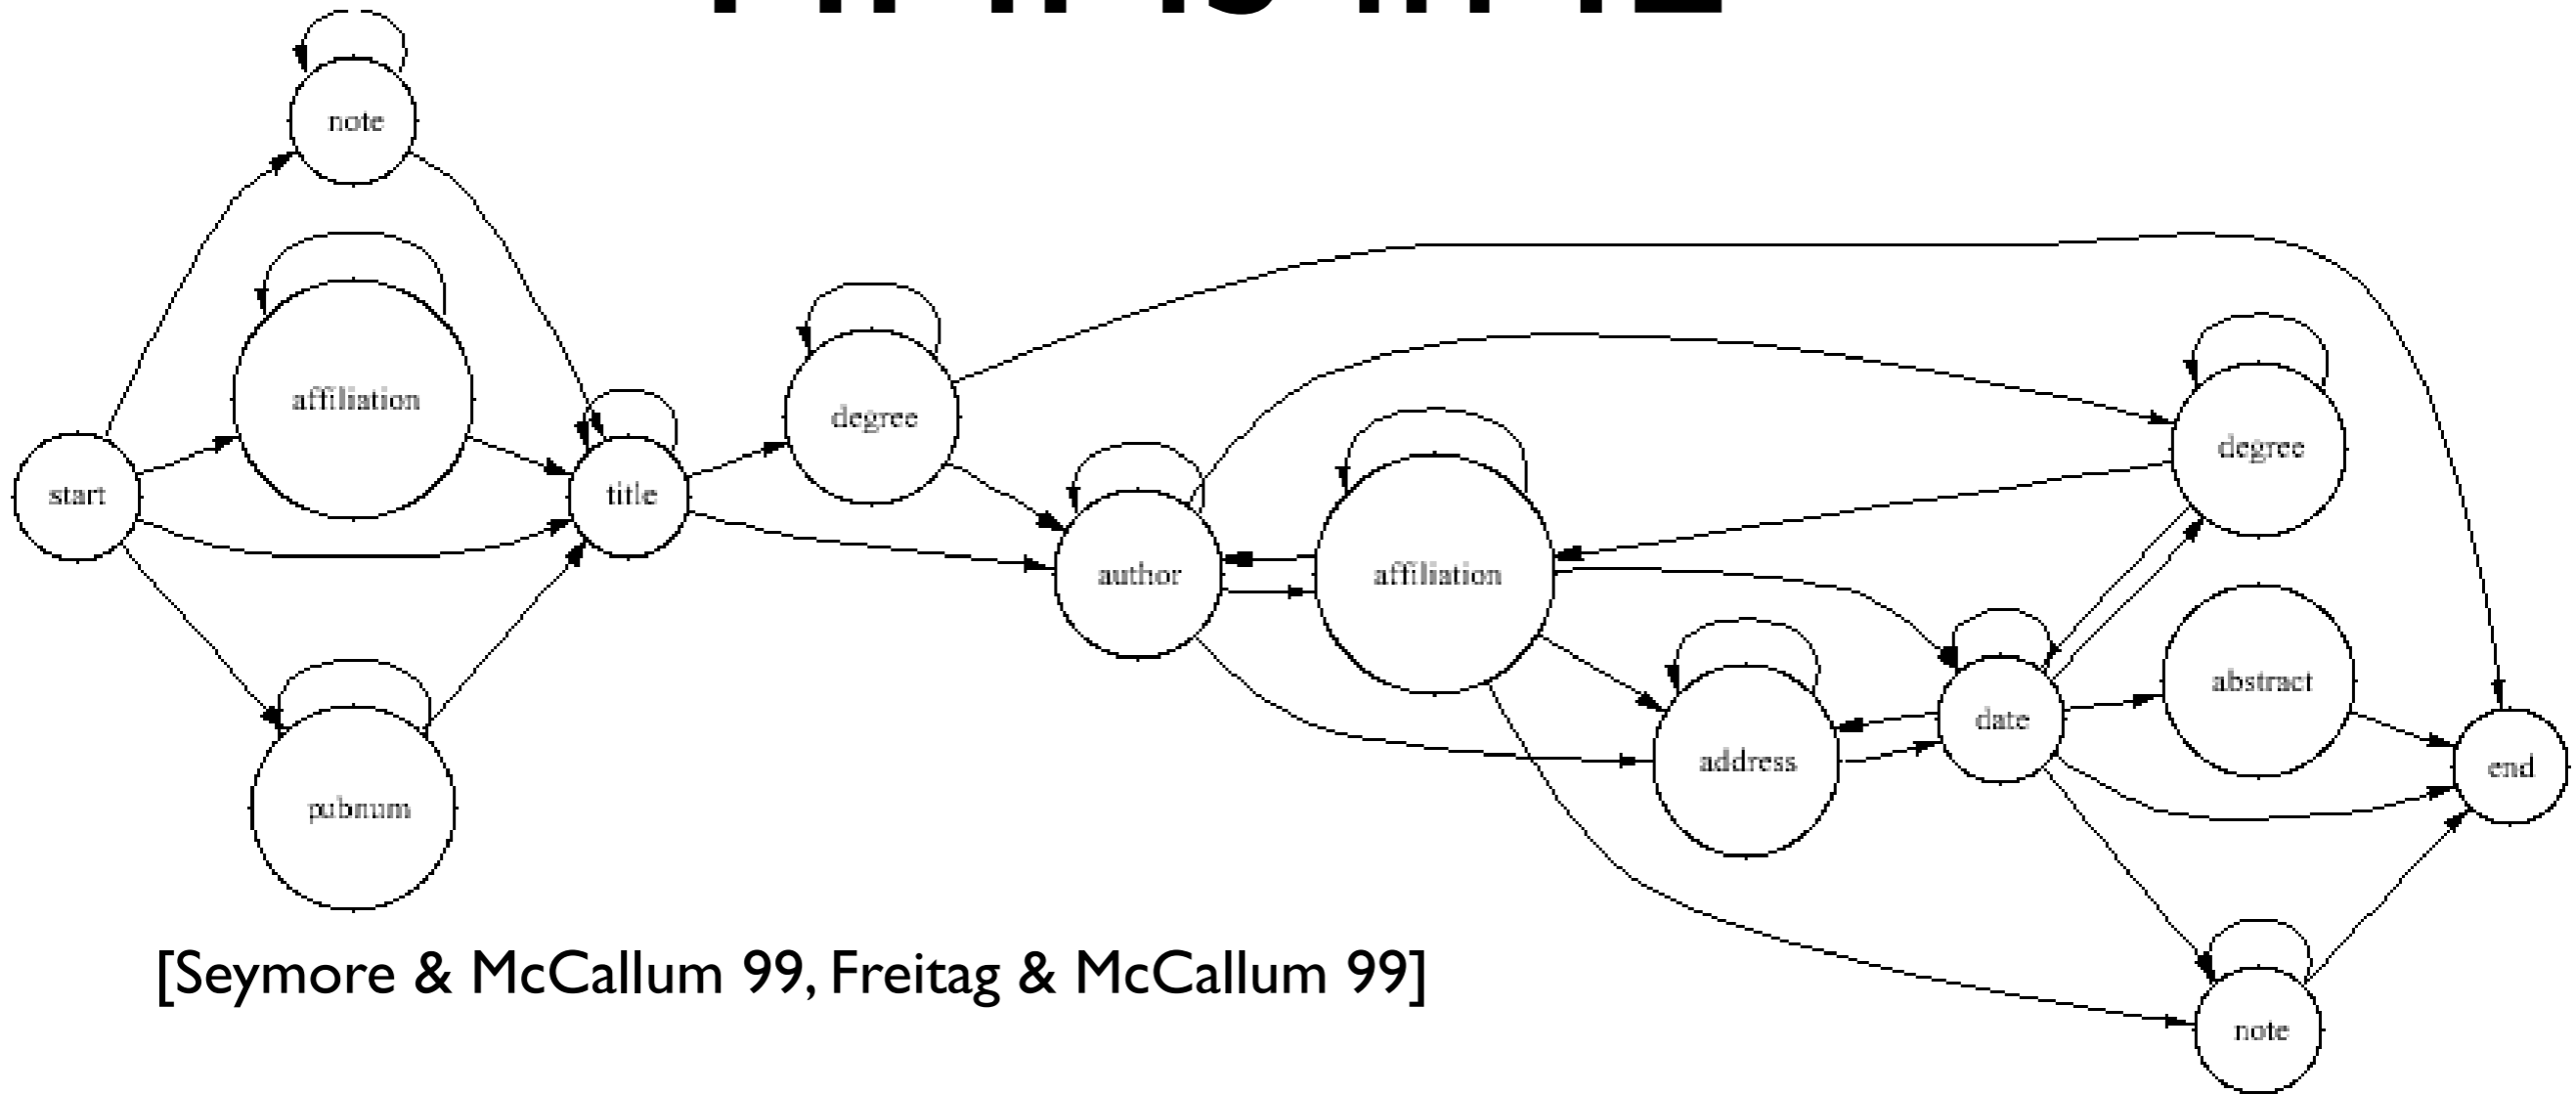 note
affiliation
start
title
degree
pubnum
author
affiliation
degree
abstract
address
date
end
note
[Seymore & McCallum 99, Freitag & McCallum 99]